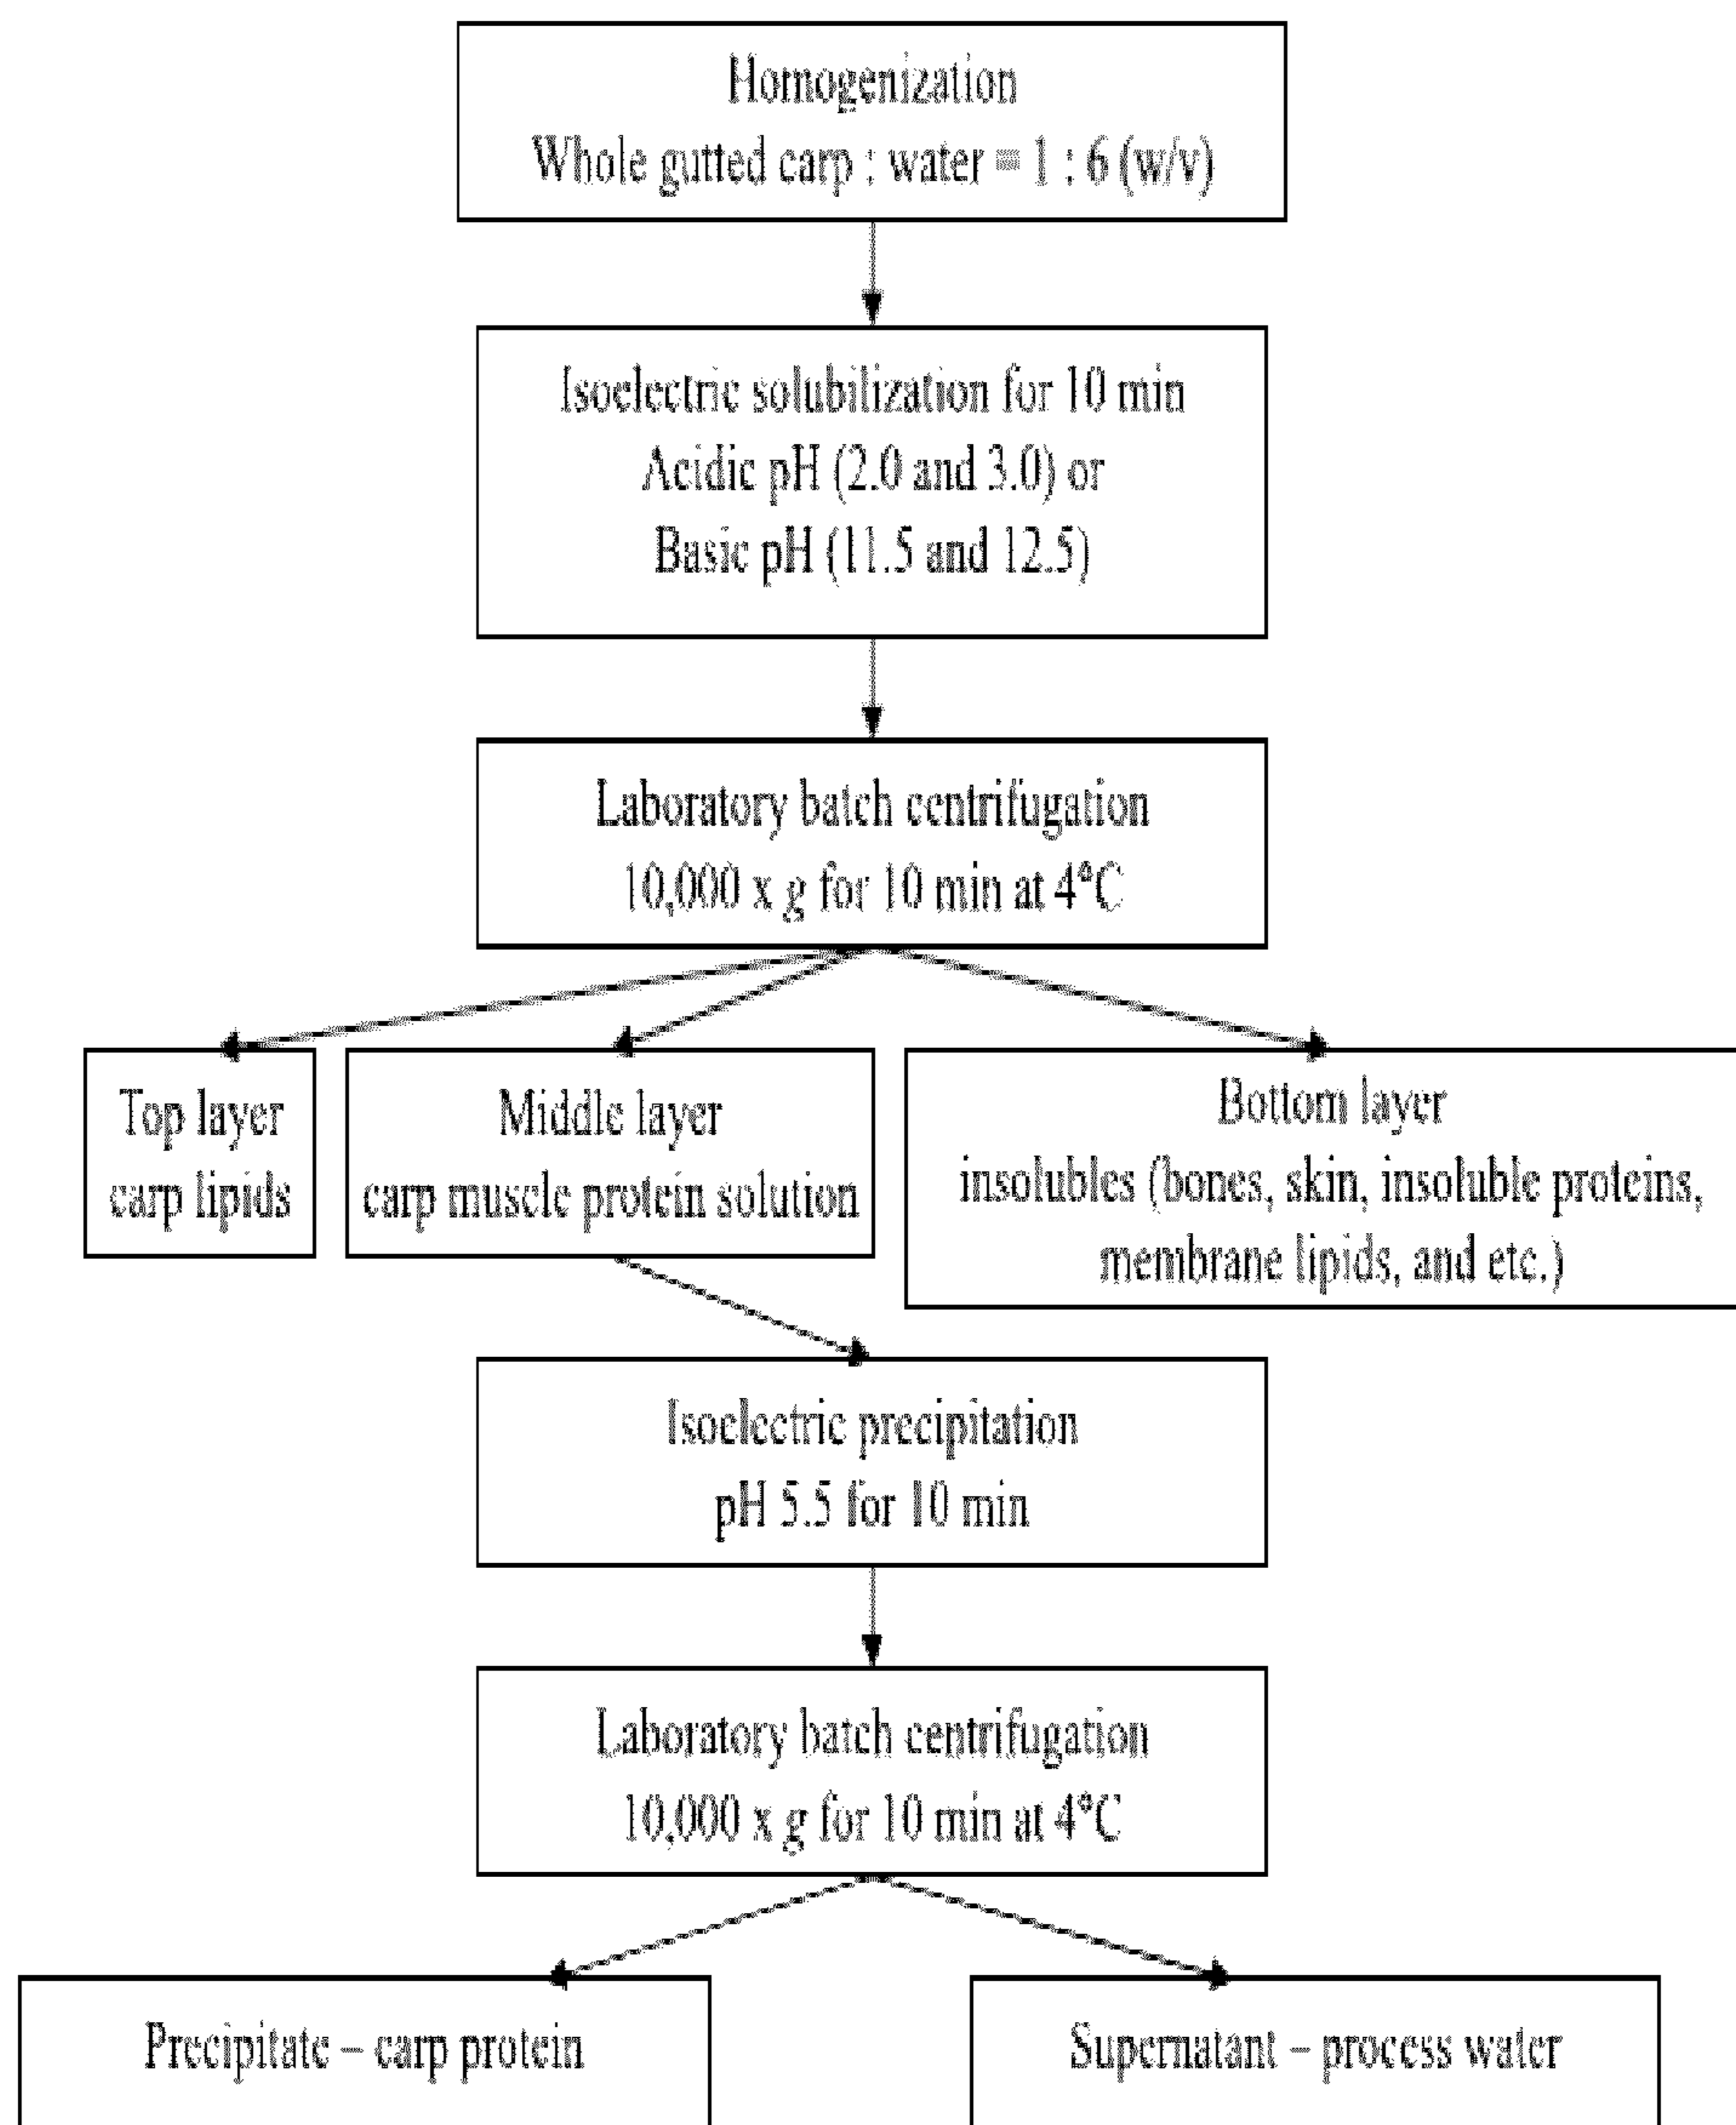 Homogenization
Whole gutted carp : water = 1 : 6 (w/v)
Isoelectric solubilization for 10 min
Acidic pH (2.0 and 3.0) or
Basic pH (11.5 and 12.5)
Laboratory batch centrifugation
10,000 x g for 10 min at 4°C
Top layer
carp lipids
Middle layer
carp muscle protein solution
Bottom layer
insolubles (bones, skin, insoluble proteins,
membrane lipids, and etc.)
Isoelectric precipitation
pH 5.5 for 10 min
Laboratory batch centrifugation
10,000 x g for 10 min at 4°C
Precipitate – carp protein
Supernatant – process water